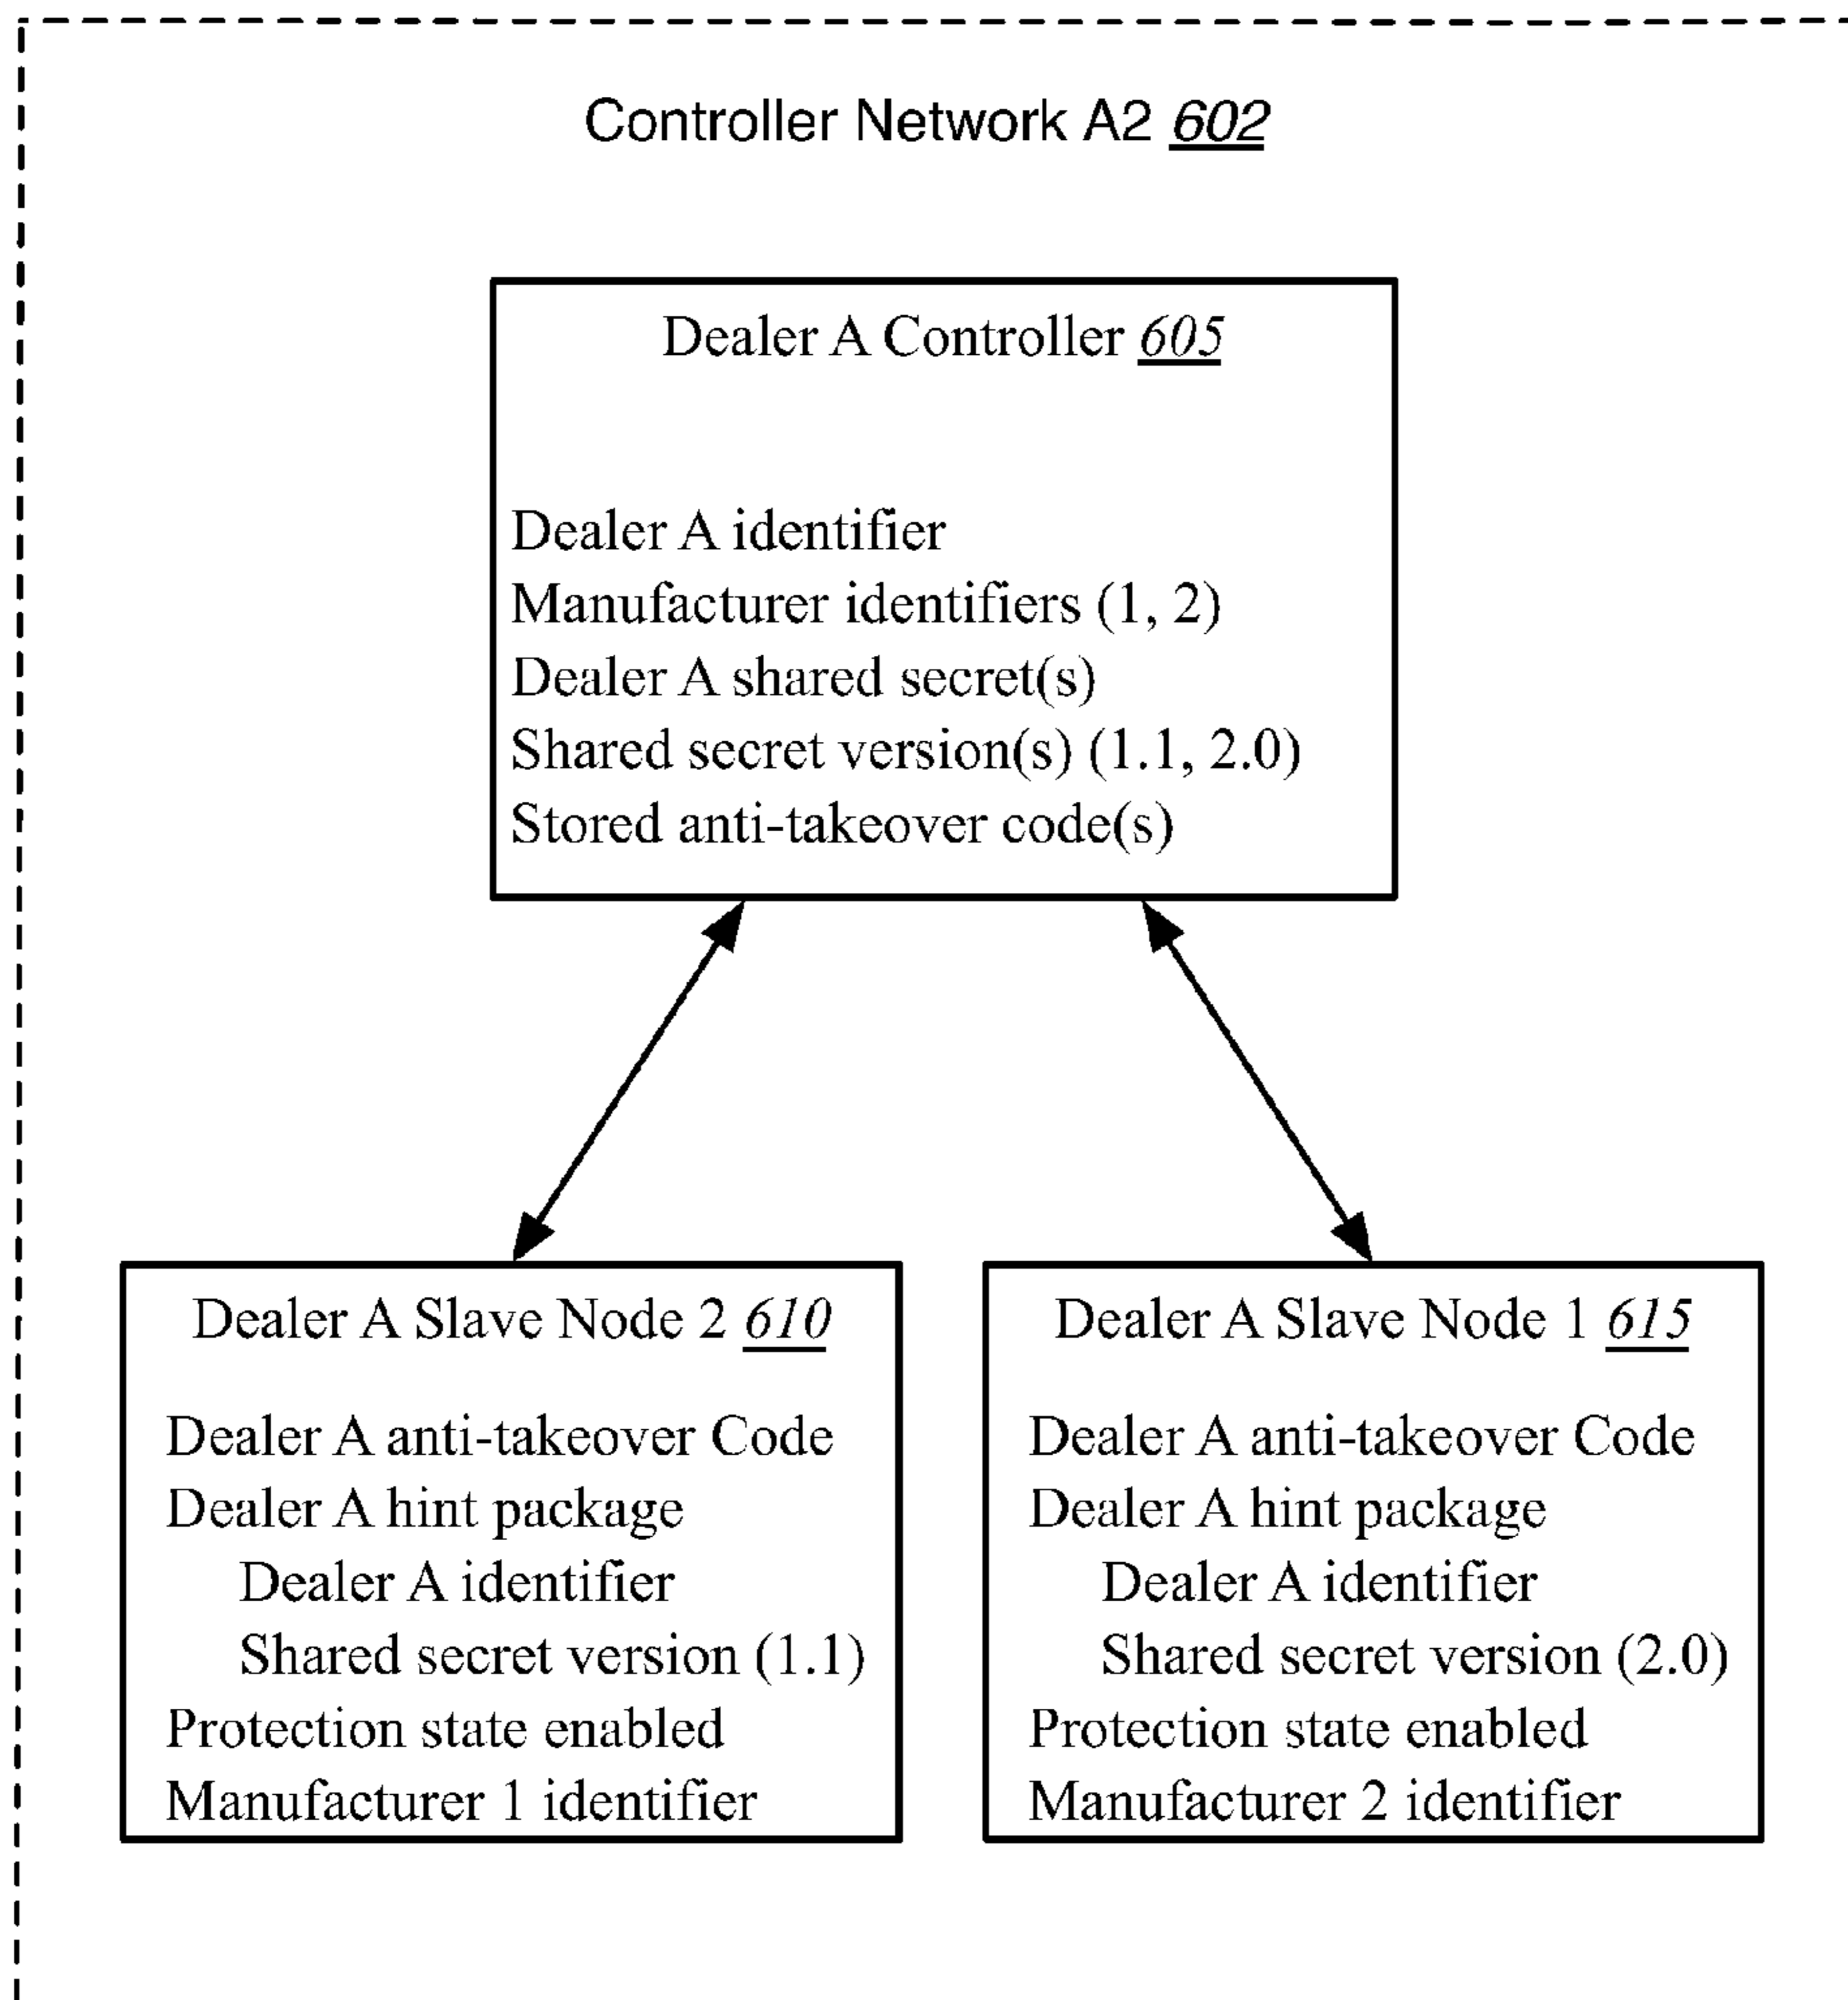 Controller Network A2 602
Dealer A Controller 605
Dealer A identifier
Manufacturer identifiers (1, 2)
Dealer A shared secret(s)
Shared secret version(s) (1.1, 2.0)
Stored anti-takeover code(s)
Dealer A Slave Node 2 610
Dealer A anti-takeover Code
Dealer A hint package
Dealer A identifier
Shared secret version (1.1)
Protection state enabled
Manufacturer 1 identifier
Dealer A Slave Node 1 615
Dealer A anti-takeover Code
Dealer A hint package
Dealer A identifier
Shared secret version (2.0)
Protection state enabled
Manufacturer 2 identifier